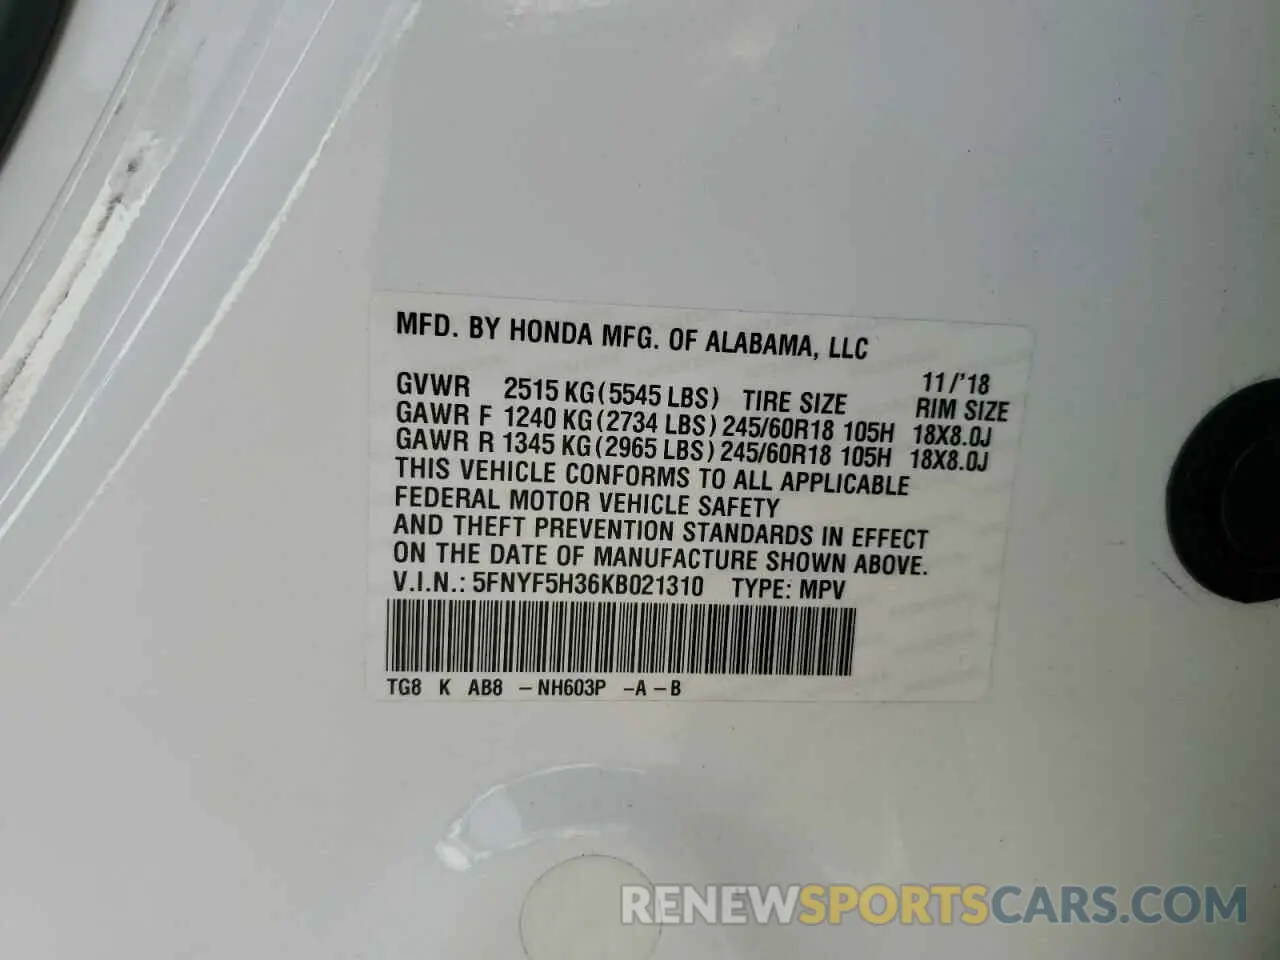 MFD. BY HONDA MFG. OF ALABAMA, LLC
11/'18
GVWR 2515 KG (5545 LBS) TIRE SIZE RIM SIZE
GAWR F 1240 KG (2734 LBS) 245/60R18 105H 18X8.0J
GAWR R 1345 KG (2965 LBS) 245/60R18 105H 18X8.0J
THIS VEHICLE CONFORMS TO ALL APPLICABLE
FEDERAL MOTOR VEHICLE SAFETY
AND THEFT PREVENTION STANDARDS IN EFFECT
ON THE DATE OF MANUFACTURE SHOWN ABOVE.
V.I.N.: 5FNYF5H36KB021310 TYPE: MPV
TG8 K AB8 - NH603P - A - B
RENEWSPORTSCARS.COM